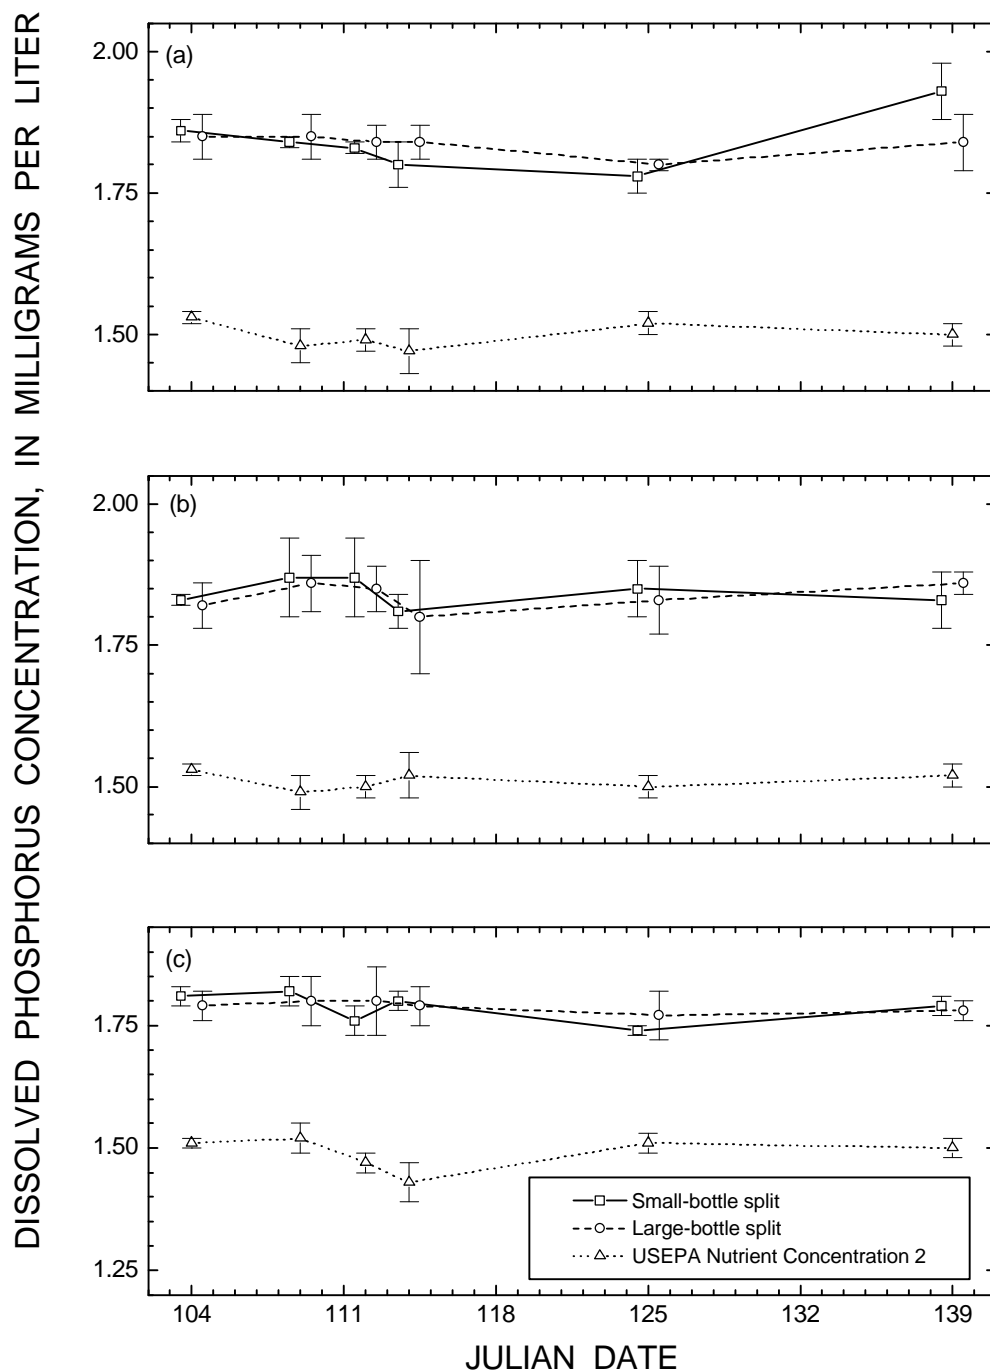 DISSOLVED PHOSPHORUS CONCENTRATION, IN MILLIGRAMS PER LITER
(a)
2.00
1.75
1.50
(b)
2.00
1.75
1.50
(c)
1.75
1.50
1.25
Small-bottle split
Large-bottle split
USEPA Nutrient Concentration 2
104 111 118 125 132 139
JULIAN DATE